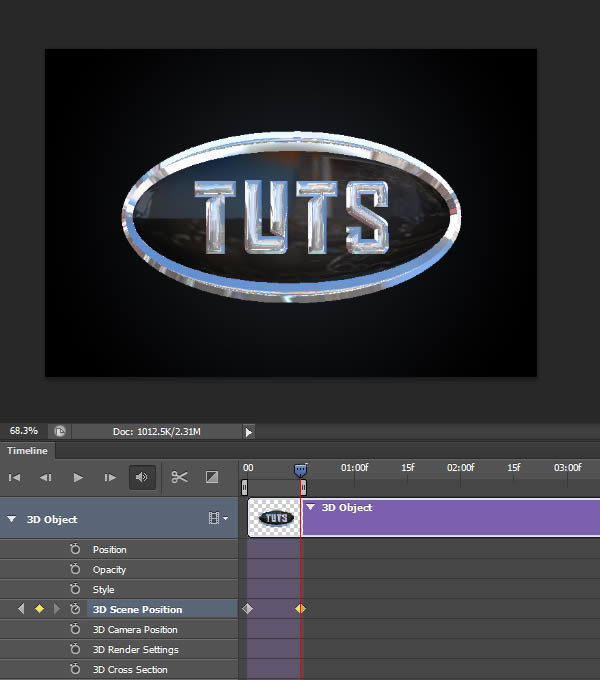 TUTS
68.3%
Doc: 1012.5K/2.31M
Timeline
00 01:00f 15f 02:00f 15f 03:00f
3D Object
TUTS
3D Object
Position
Opacity
Style
3D Scene Position
3D Camera Position
3D Render Settings
3D Cross Section